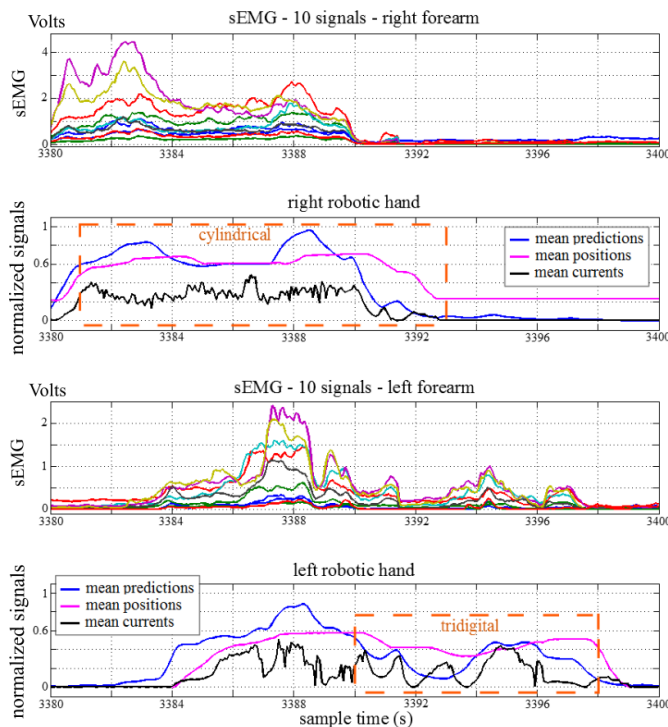 sEMG - 10 signals - right forearm
Volts
sEMG
4
2
0
3380 3384 3388 3392 3396 3400
right robotic hand
normalized signals
1
0.6
0
cylindrical
mean predictions
mean positions
mean currents
3380 3384 3388 3392 3396 3400
Volts
sEMG - 10 signals - left forearm
sEMG
2
1
0
3380 3384 3388 3392 3396 3400
left robotic hand
normalized signals
1
0.6
0
mean predictions
mean positions
mean currents
tridigital
3380 3384 3388 3392 3396 3400
sample time (s)